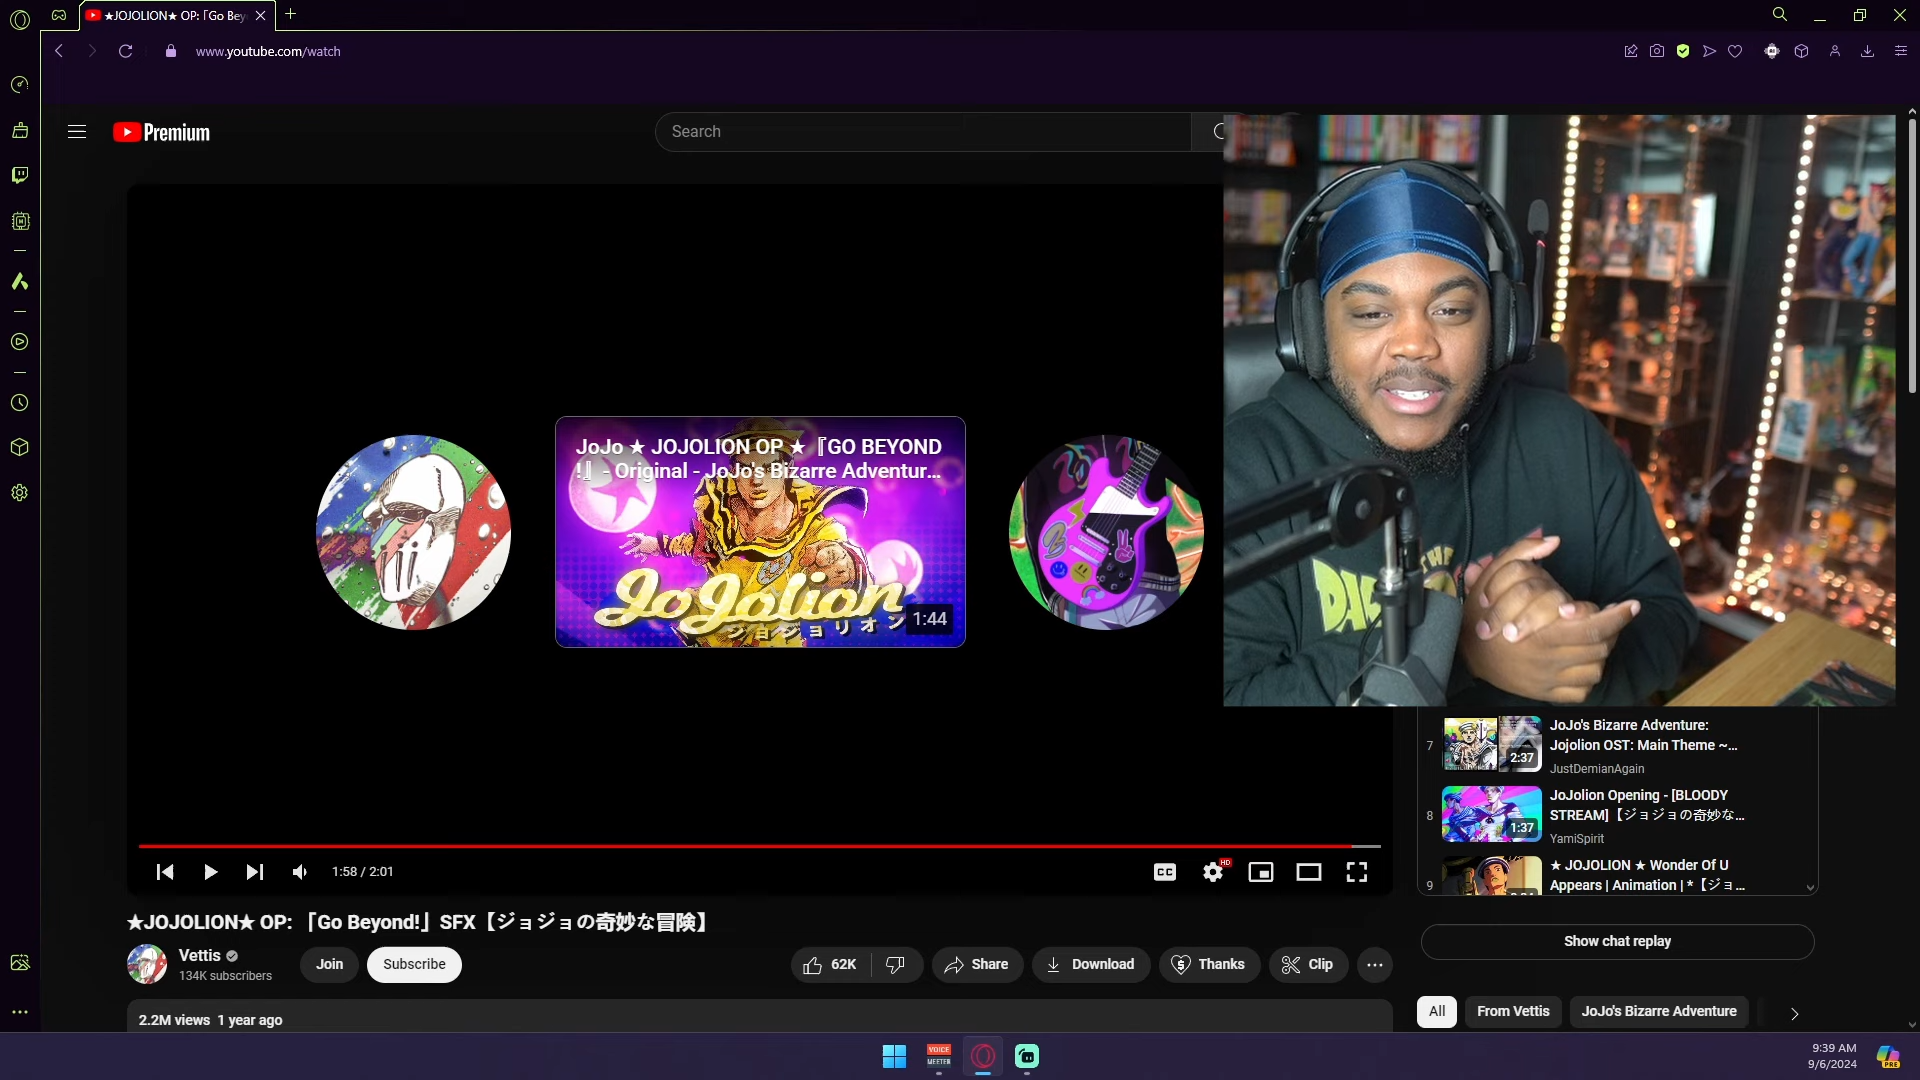 ★JOJOLION★ OP: 「Go Bey
www.youtube.com/watch
Premium
Search
JoJo ★ JOJOLION OP ★『GO BEYOND
!』 - Original - JoJo's Bizarre Adventur...
JoJolion
ジョジョリオン
1:44
1:58 / 2:01
CC
HD
7
JoJo's Bizarre Adventure:
Jojolion OST: Main Theme ~...
2:37
JustDemianAgain
8
JoJolion Opening - [BLOODY
STREAM]【ジョジョの奇妙な...
1:37
YamiSpirit
9
★ JOJOLION ★ Wonder Of U
Appears | Animation | *【ジョ...
★JOJOLION★ OP: 「Go Beyond!」SFX【ジョジョの奇妙な冒険】
Vettis
134K subscribers
Join
Subscribe
62K
Share
Download
Thanks
Clip
Show chat replay
2.2M views 1 year ago
All
From Vettis
JoJo's Bizarre Adventure
VOICE
MEETER
9:39 AM
9/6/2024
PRE